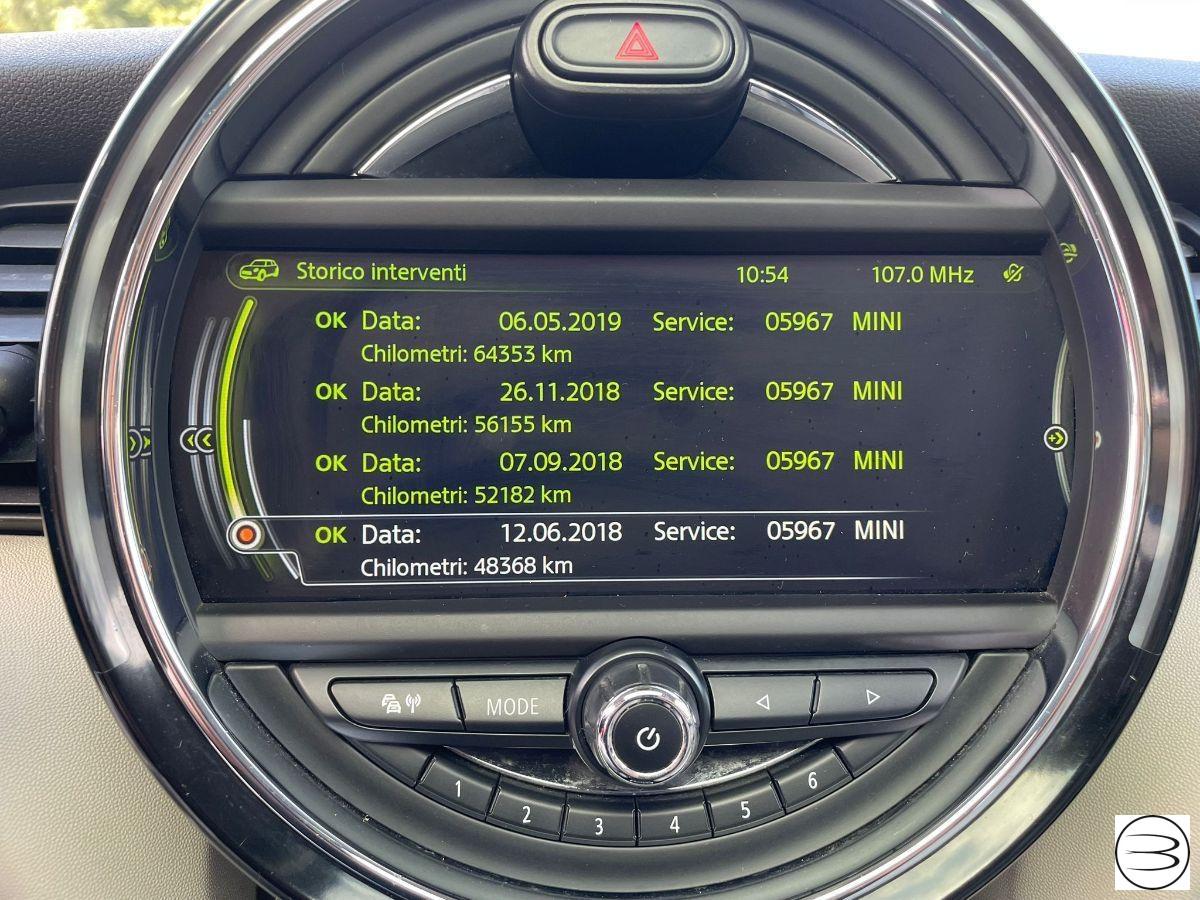 Storico interventi 10:54 107.0 MHz
OK Data: 06.05.2019 Service: 05967 MINI
Chilometri: 64353 km
OK Data: 26.11.2018 Service: 05967 MINI
Chilometri: 56155 km
OK Data: 07.09.2018 Service: 05967 MINI
Chilometri: 52182 km
OK Data: 12.06.2018 Service: 05967 MINI
Chilometri: 48368 km
MODE
1 2 3 4 5 6